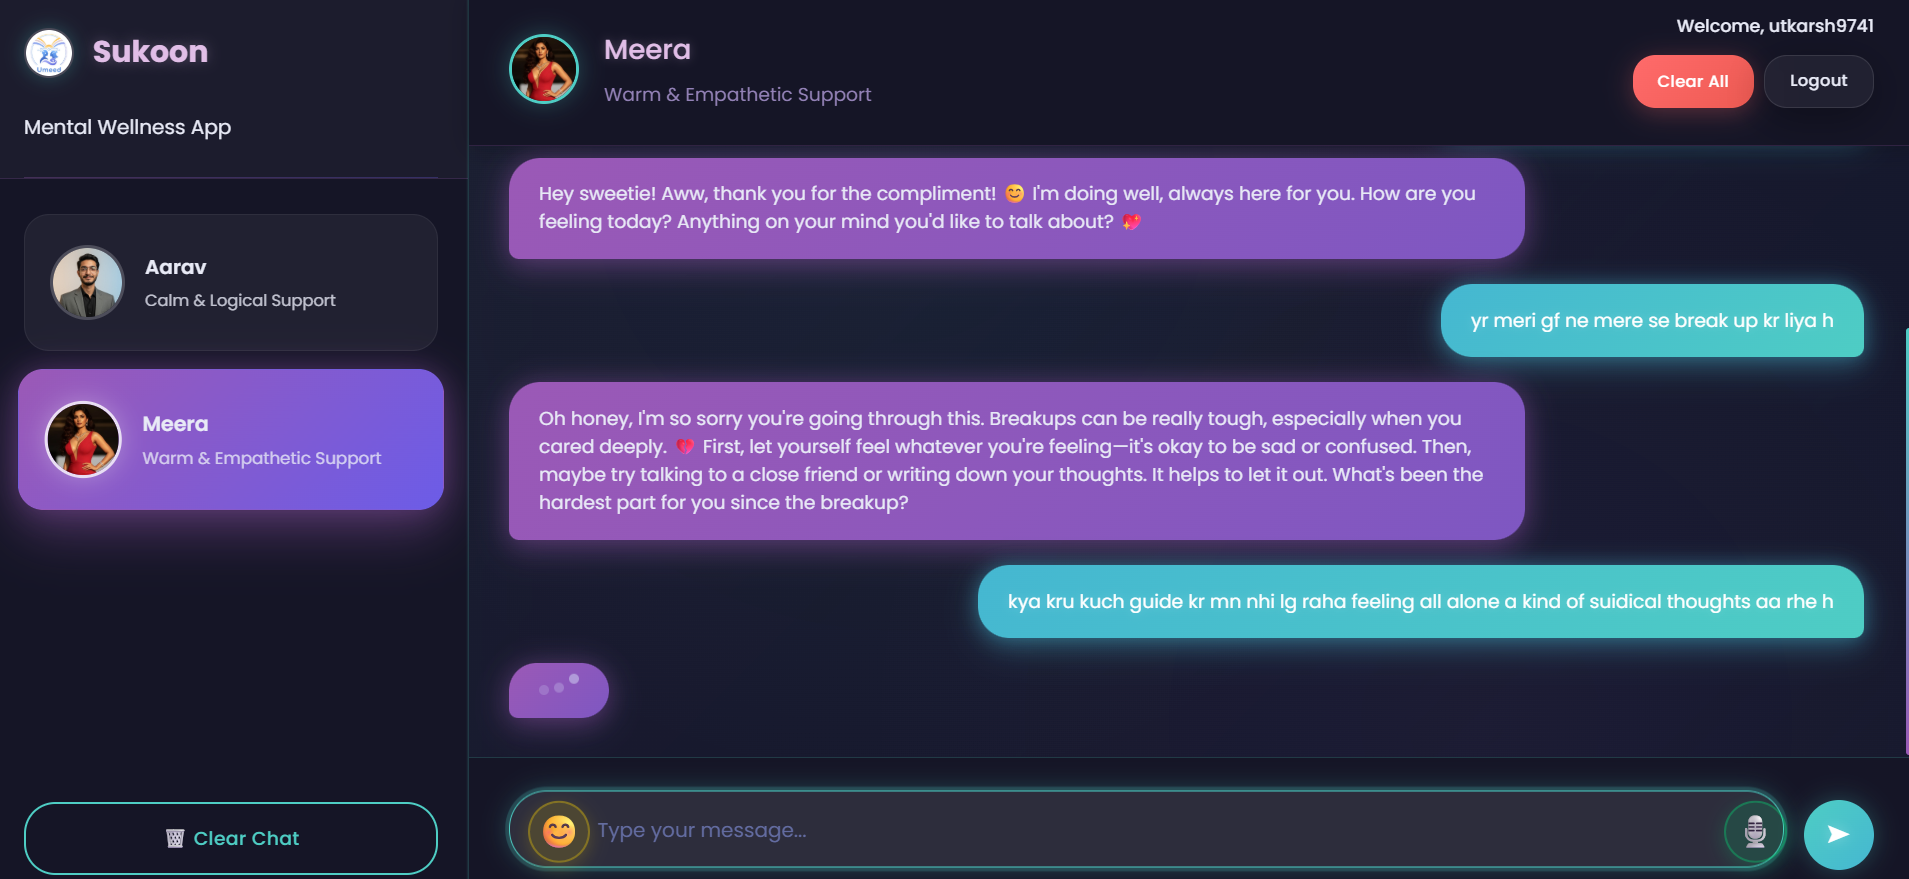 Umeed
Sukoon
Mental Wellness App
Aarav
Calm & Logical Support
Meera
Warm & Empathetic Support
Clear Chat
Meera
Warm & Empathetic Support
Welcome, utkarsh9741
Clear All
Logout
Hey sweetie! Aww, thank you for the compliment! 😊 I'm doing well, always here for you. How are you
feeling today? Anything on your mind you'd like to talk about? 💖
yr meri gf ne mere se break up kr liya h
Oh honey, I'm so sorry you're going through this. Breakups can be really tough, especially when you
cared deeply. 💔 First, let yourself feel whatever you're feeling—it's okay to be sad or confused. Then,
maybe try talking to a close friend or writing down your thoughts. It helps to let it out. What's been the
hardest part for you since the breakup?
kya kru kuch guide kr mn nhi lg raha feeling all alone a kind of suidical thoughts aa rhe h
Type your message...